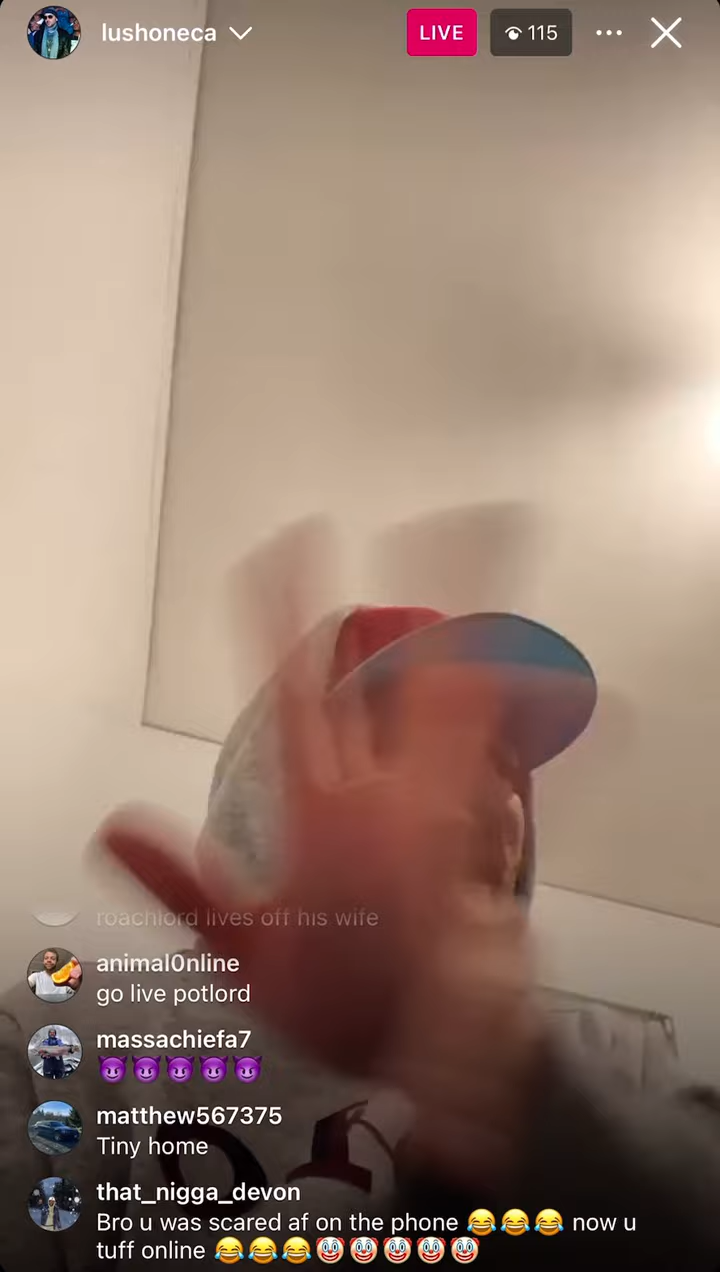 lushoneca
LIVE
115
roachlord lives off his wife
animal0nline
go live potlord
massachiefa7
😈😈😈😈😈
matthew567375
Tiny home
that_nigga_devon
Bro u was scared af on the phone 😂😂😂 now u
tuff online 😂😂😂🤡🤡🤡🤡🤡